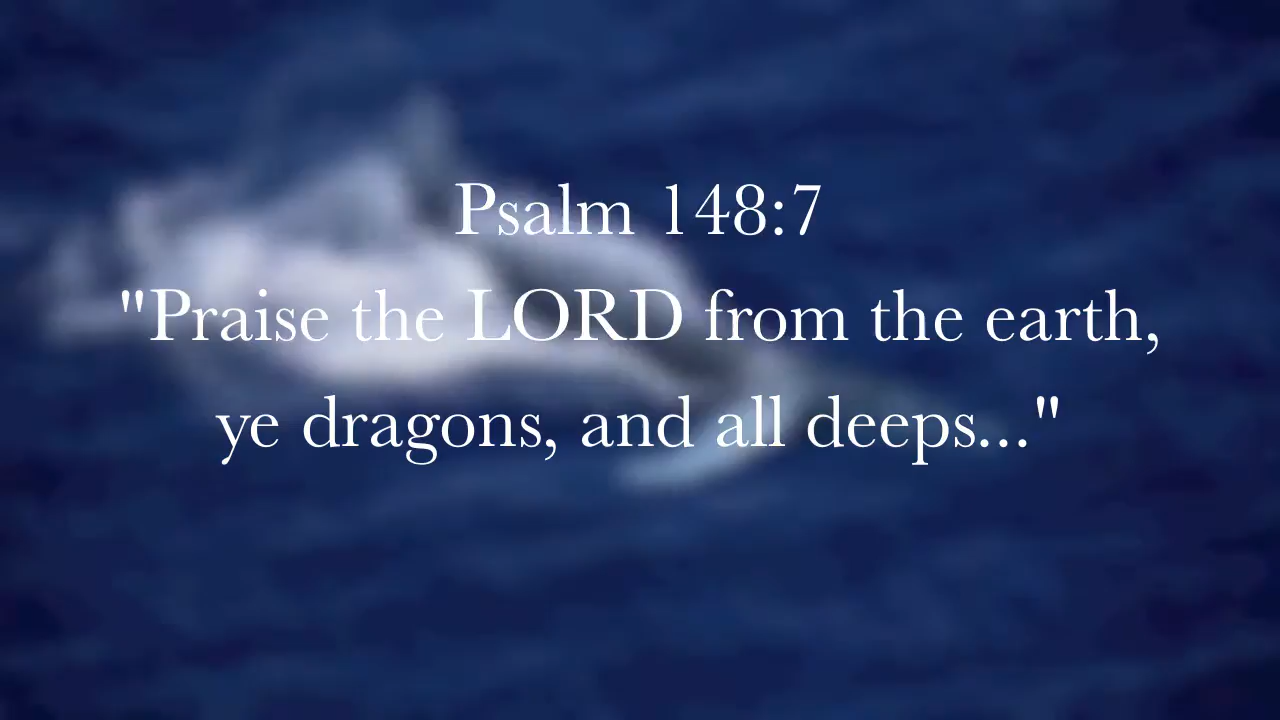 Psalm 148:7
"Praise the LORD from the earth,
ye dragons, and all deeps..."